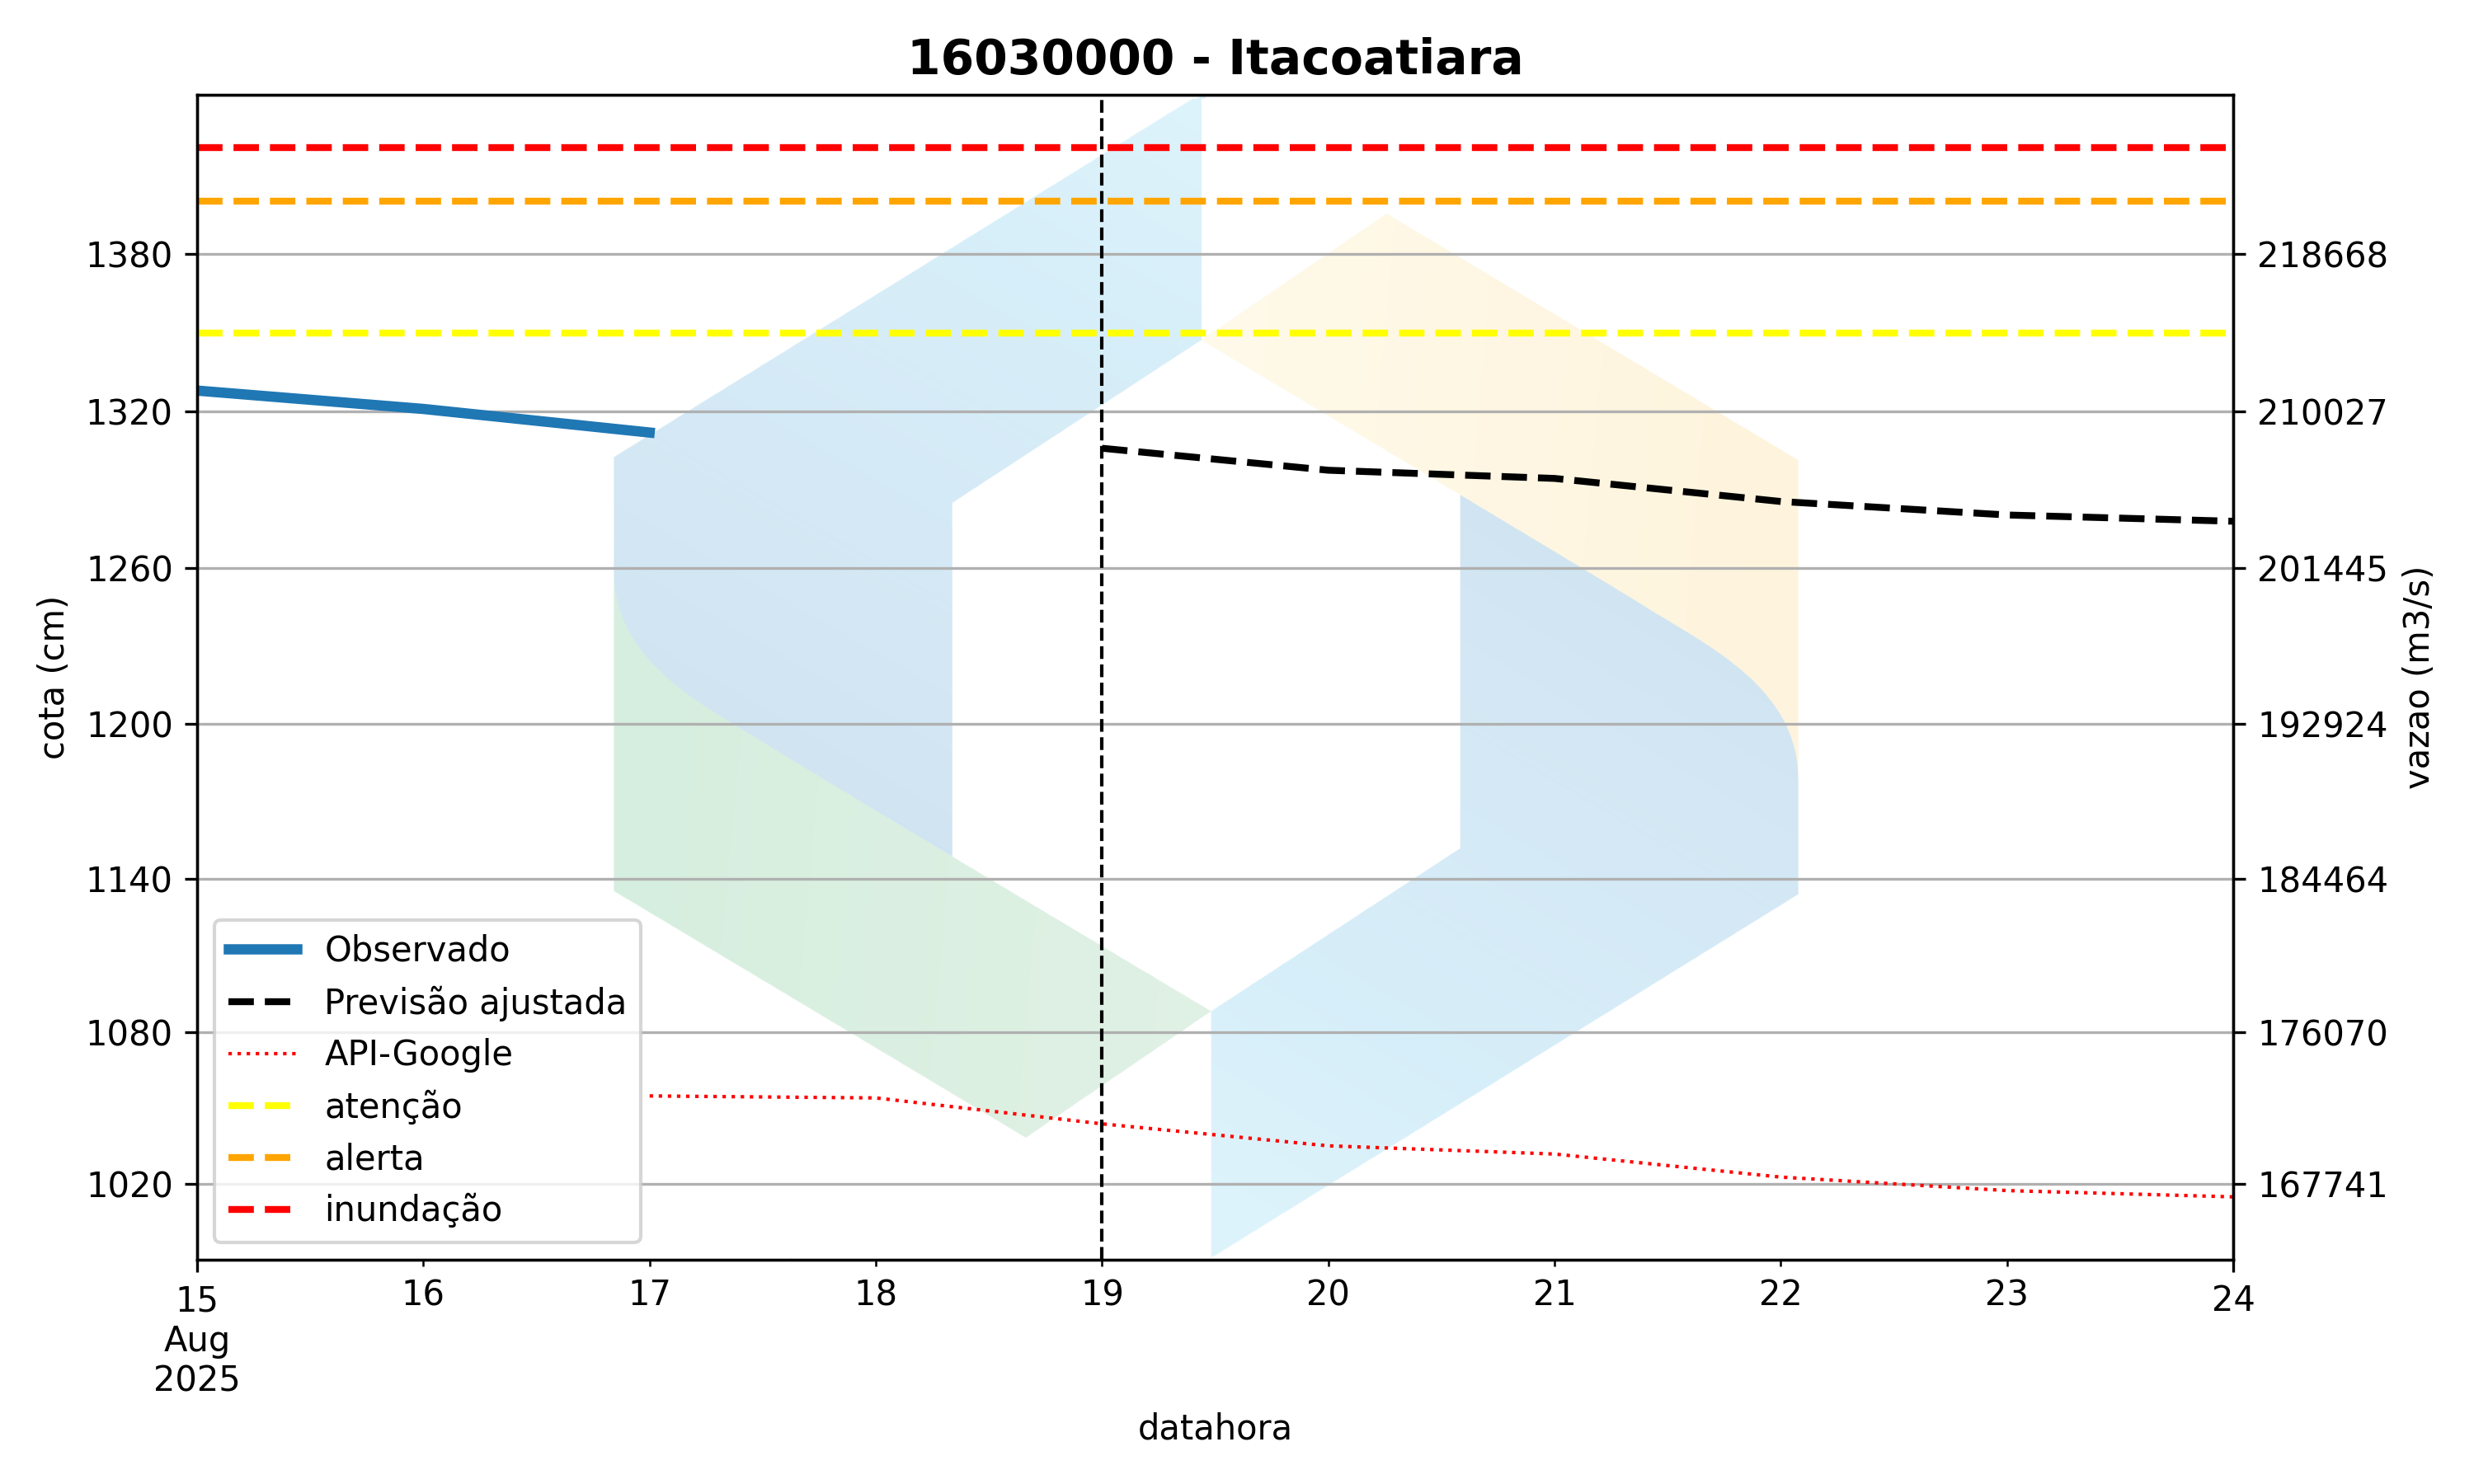 16030000 - Itacoatiara
1380
1320
1260
1200
1140
1080
1020
cota (cm)
218668
210027
201445
192924
184464
176070
167741
vazao (m3/s)
Observado
Previsão ajustada
API-Google
atenção
alerta
inundação
15 16 17 18 19 20 21 22 23 24
Aug
2025
datahora